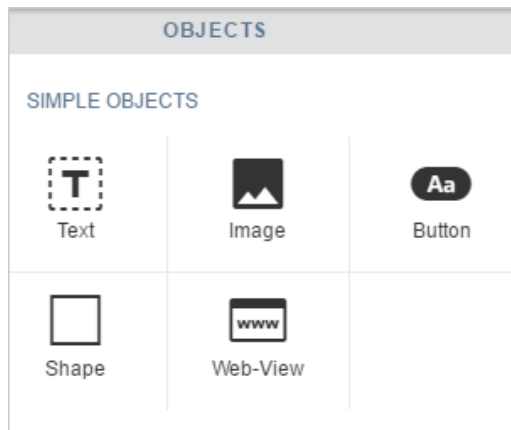 OBJECTS
SIMPLE OBJECTS
T
Aa
Text
Image
Button
www
Shape
Web-View